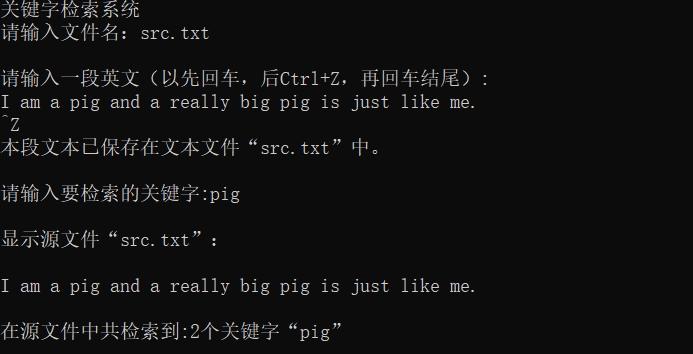 关键字检索系统
请输入文件名：src.txt
请输入一段英文（以先回车，后Ctrl+Z，再回车结尾）：
I am a pig and a really big pig is just like me.
^Z
本段文本已保存在文本文件“src.txt”中。
请输入要检索的关键字:pig
显示源文件“src.txt”：
I am a pig and a really big pig is just like me.
在源文件中共检索到:2个关键字“pig”